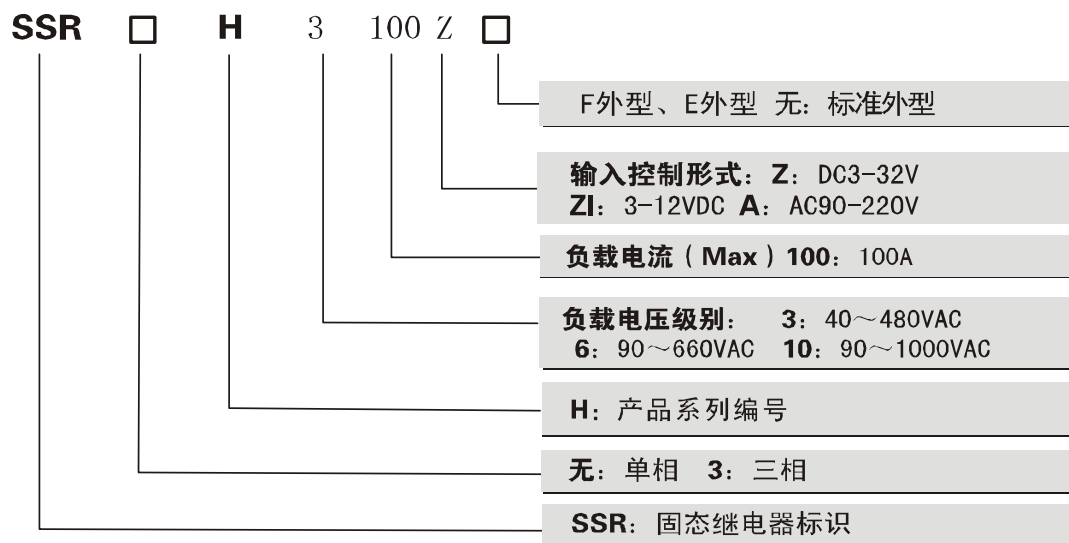 SSR □ H 3 100 Z □
F外型、E外型 无：标准外型
输入控制形式：Z：DC3-32V
ZI：3-12VDC A：AC90-220V
负载电流（Max）100：100A
负载电压级别： 3：40～480VAC
6：90～660VAC 10：90～1000VAC
H：产品系列编号
无：单相 3：三相
SSR：固态继电器标识